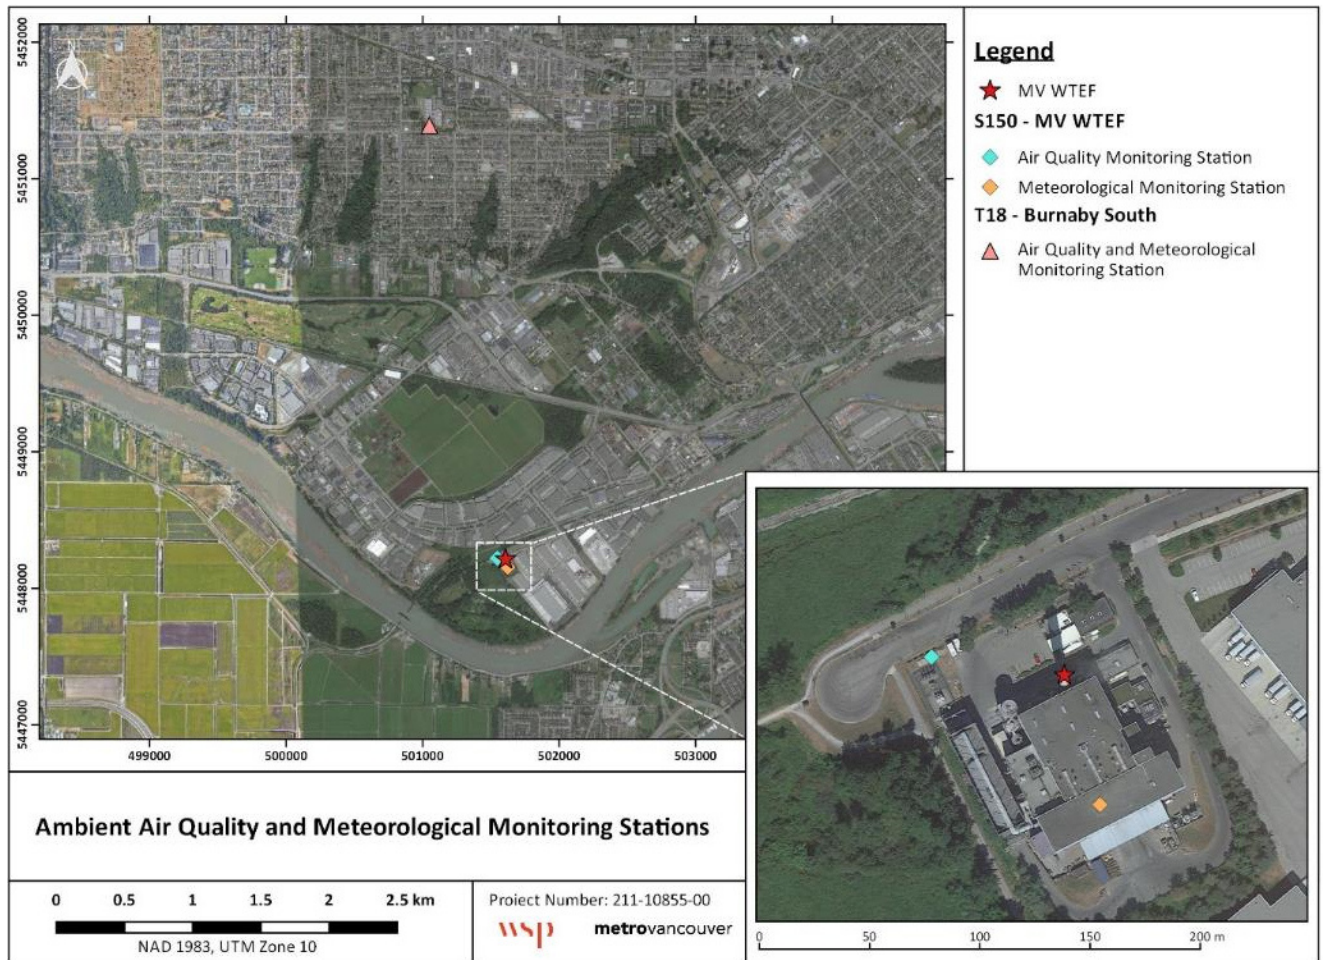 5452000
5451000
5450000
5449000
5448000
5447000
499000
500000
501000
502000
503000
Legend
MV WTEF
S150 - MV WTEF
Air Quality Monitoring Station
Meteorological Monitoring Station
T18 - Burnaby South
Air Quality and Meteorological
Monitoring Station
Ambient Air Quality and Meteorological Monitoring Stations
0 0.5 1 1.5 2 2.5 km
NAD 1983, UTM Zone 10
Project Number: 211-10855-00
wsp metrovancouver
0 50 100 150 200 m